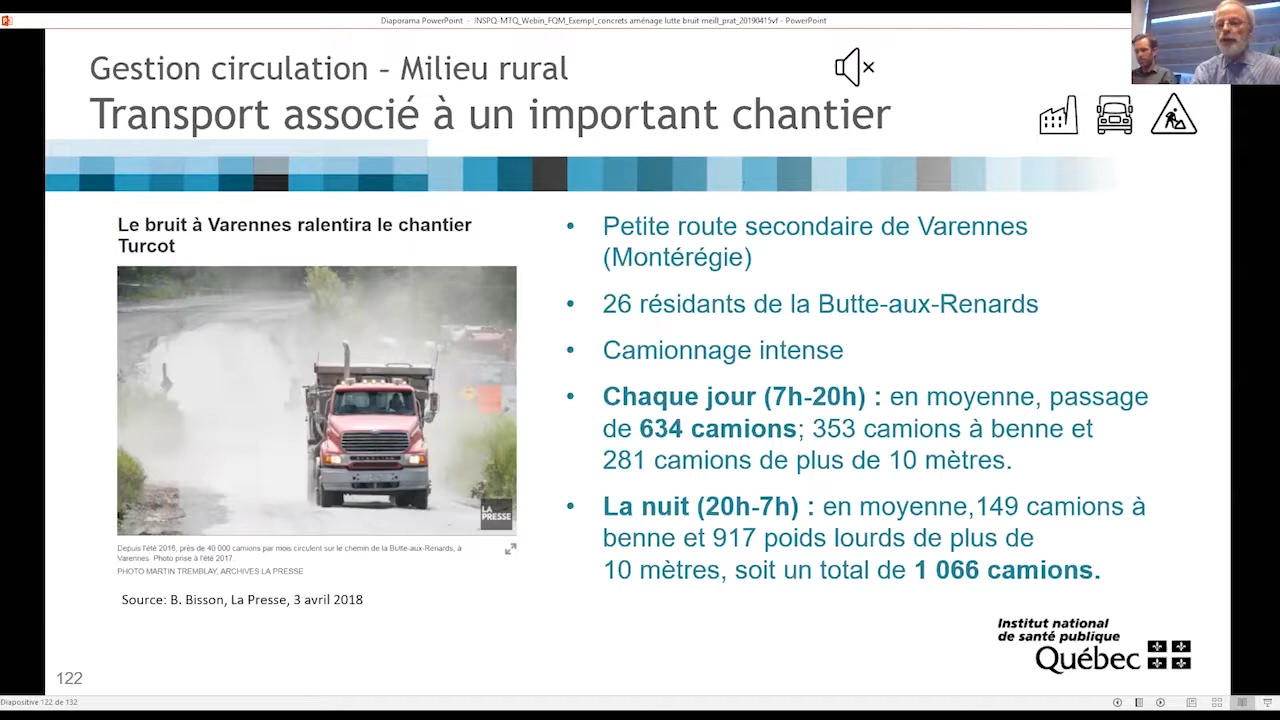 Diaporama PowerPoint - INSPQ-MTQ_Webin_FQM_Exempl_concrets aménage lutte bruit meill_prat_20190415vf - PowerPoint
Gestion circulation – Milieu rural
Transport associé à un important chantier
Le bruit à Varennes ralentira le chantier
Turcot
LA
PRESSE
Depuis l'été 2016, près de 40 000 camions par mois circulent sur le chemin de la Butte-aux-Renards, à
Varennes. Photo prise à l'été 2017
PHOTO MARTIN TREMBLAY, ARCHIVES LA PRESSE
Source: B. Bisson, La Presse, 3 avril 2018
• Petite route secondaire de Varennes
(Montérégie)
• 26 résidants de la Butte-aux-Renards
• Camionnage intense
• Chaque jour (7h-20h) : en moyenne, passage
de 634 camions; 353 camions à benne et
281 camions de plus de 10 mètres.
• La nuit (20h-7h) : en moyenne,149 camions à
benne et 917 poids lourds de plus de
10 mètres, soit un total de 1 066 camions.
Institut national
de santé publique
Québec
122
Diapositive 122 de 132